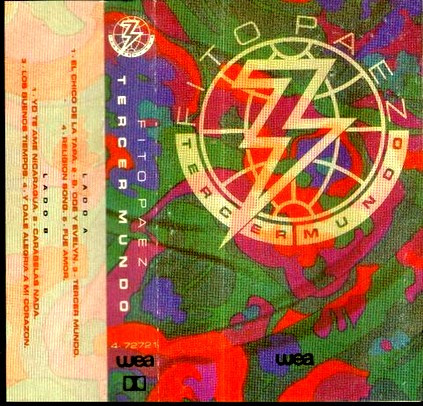 LADO A
1·EL CHICO DE LA TAPA. 2·B. ODE Y EVELYN. 3·TERCER MUNDO.
4·RELIGION SONG 5·FUE AMOR.
LADO B
1·YO TE AME NICARAGUA. 2·CARABELAS NADA.
3·LOS BUENOS TIEMPOS. 4·Y DALE ALEGRIA A MI CORAZON.
FITO PAEZ
TERCER MUNDO
4-72721
wea
FITO PAEZ
TERCER MUNDO
wea